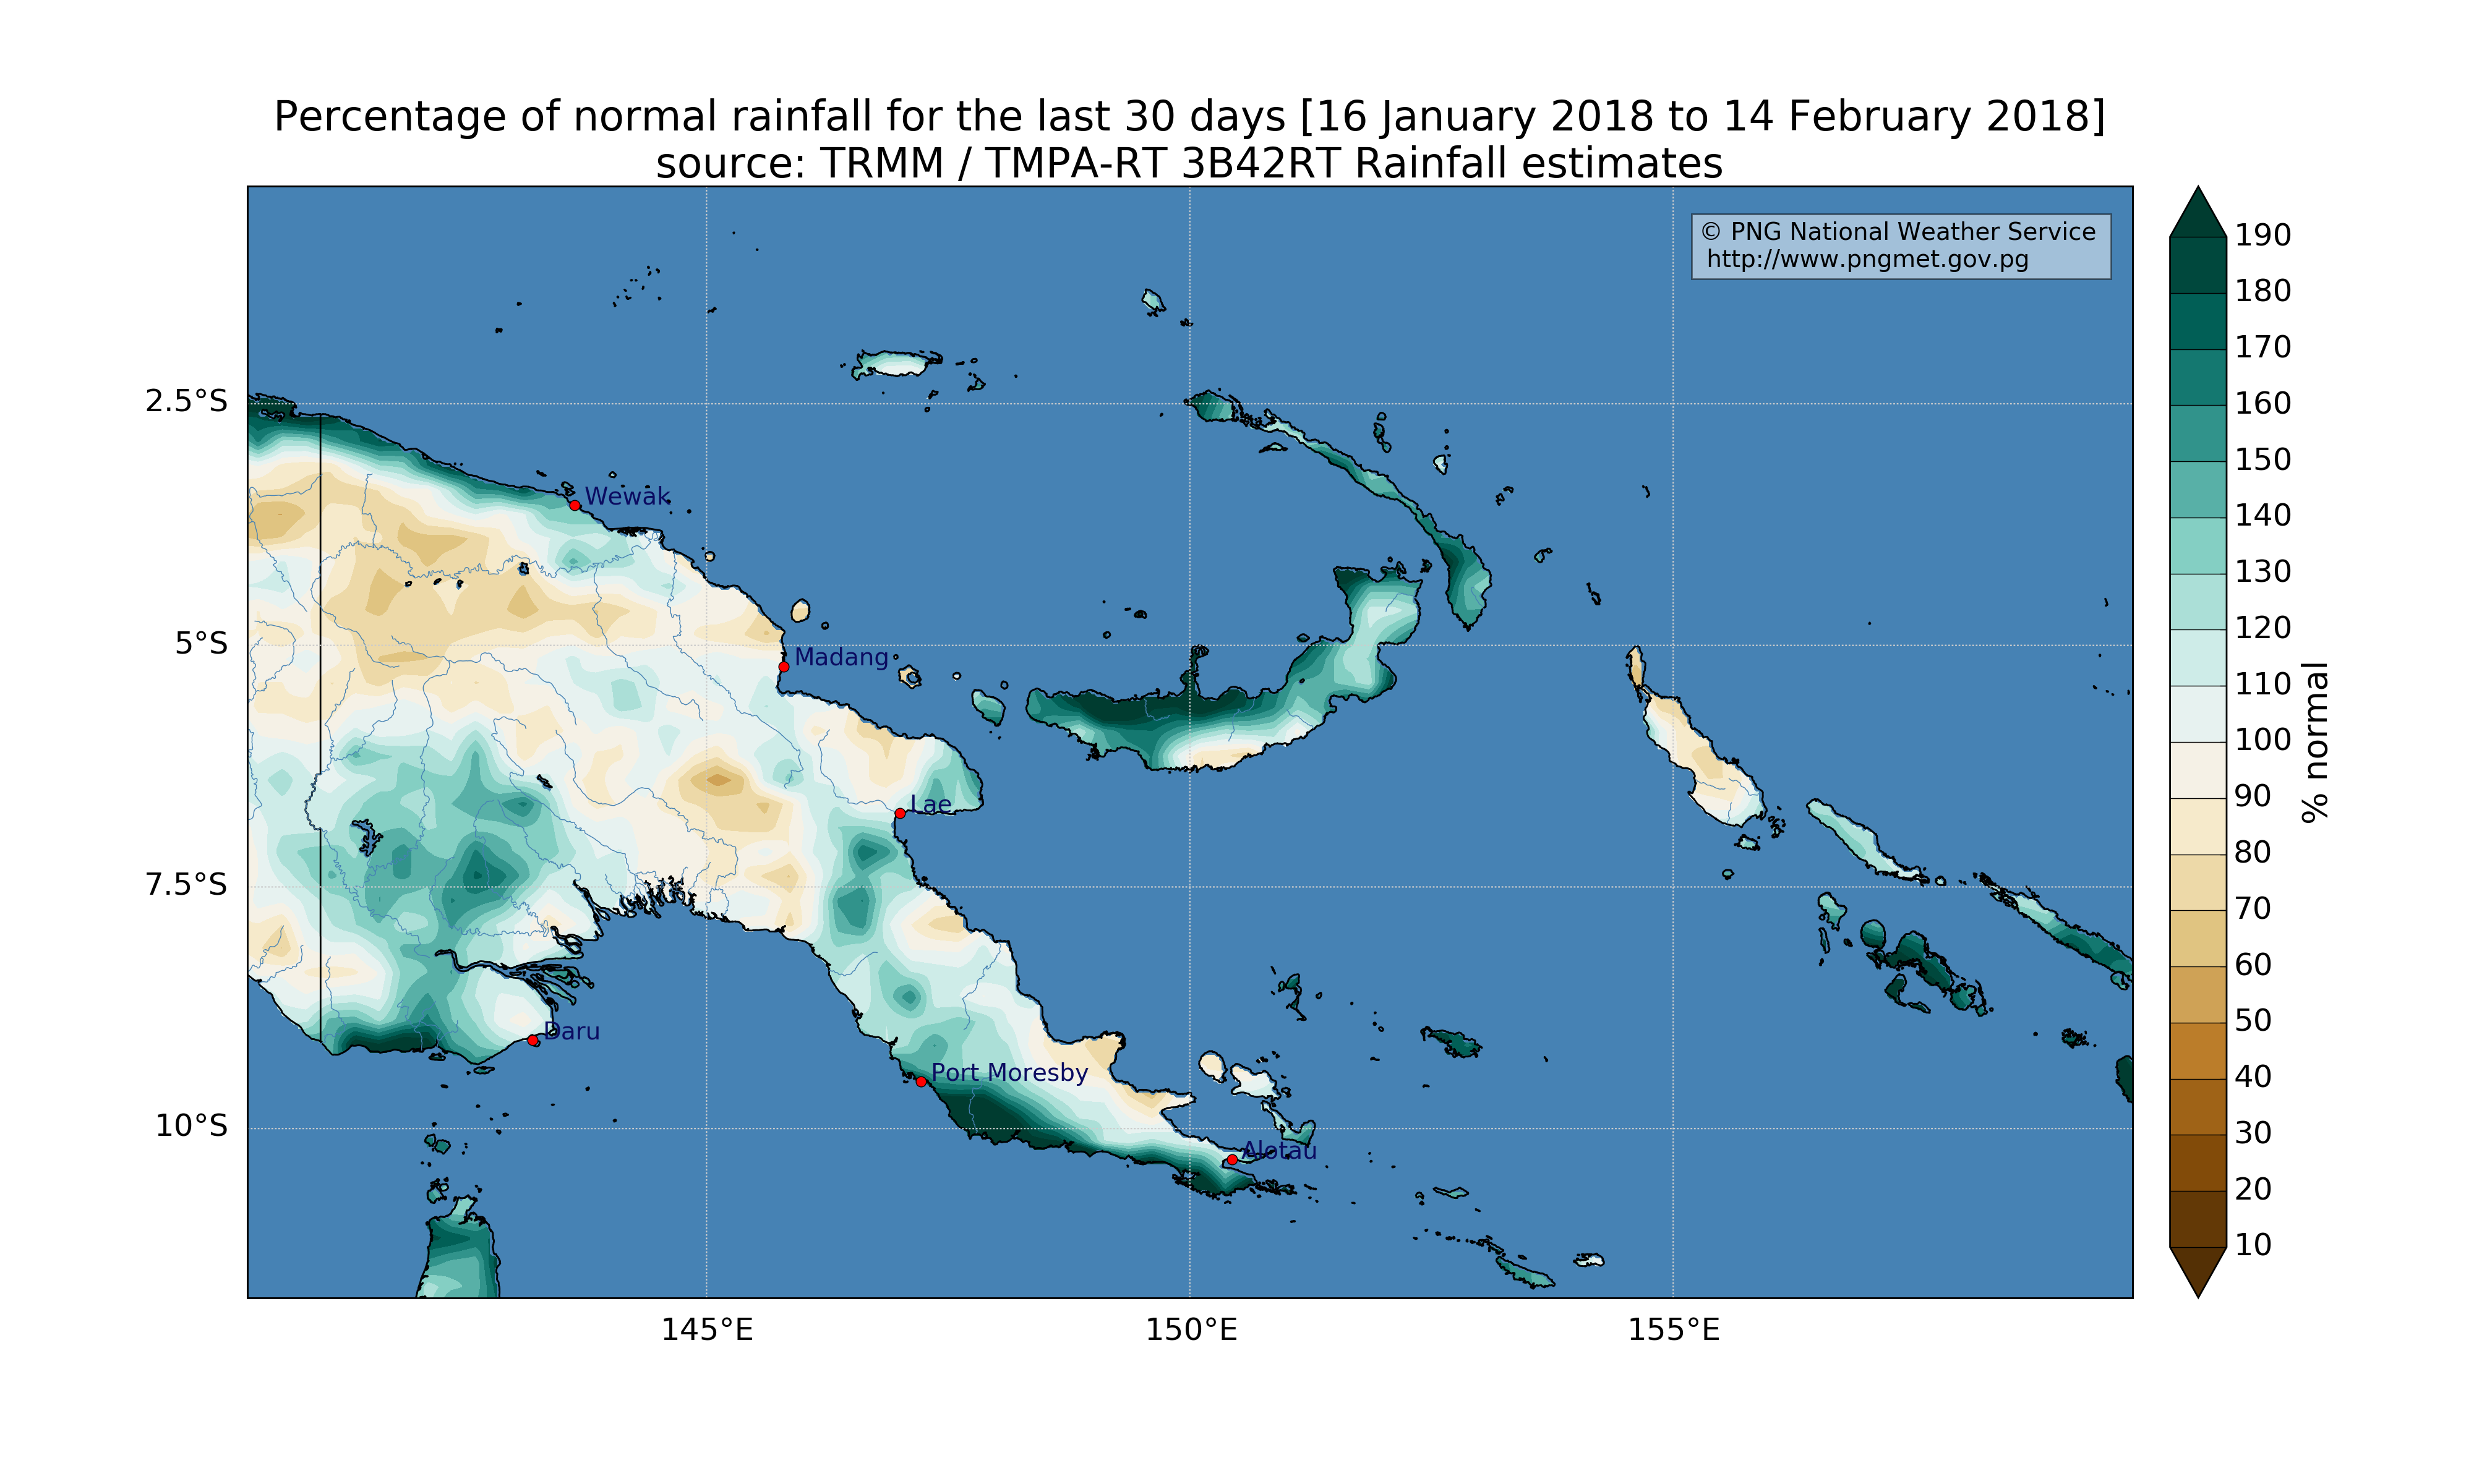 Percentage of normal rainfall for the last 30 days [16 January 2018 to 14 February 2018]
source: TRMM / TMPA-RT 3B42RT Rainfall estimates
© PNG National Weather Service
http://www.pngmet.gov.pg
190
180
170
160
150
140
130
120
110
100
90
80
70
60
50
40
30
20
10
% normal
2.5°S
5°S
7.5°S
10°S
Wewak
Madang
Lae
Daru
Port Moresby
Alotau
145°E
150°E
155°E